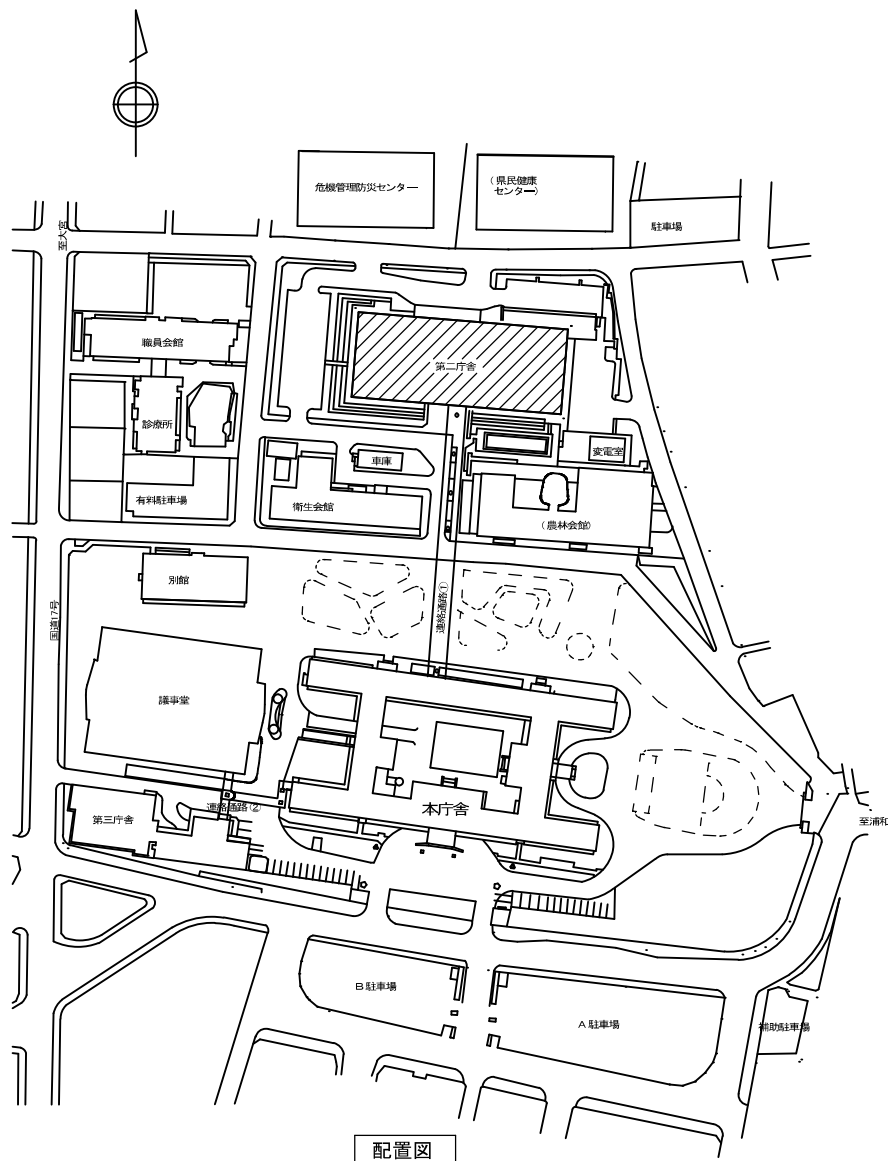 危機管理防災センター
(県民健康
センター)
駐車場
至大宮
職員会館
第二庁舎
診療所
車庫
変電室
有料駐車場
衛生会館
(農林会館)
別館
国道17号
連絡通路①
議事堂
連絡通路②
本庁舎
第三庁舎
至浦和
B駐車場
A駐車場
補助駐車場
配置図